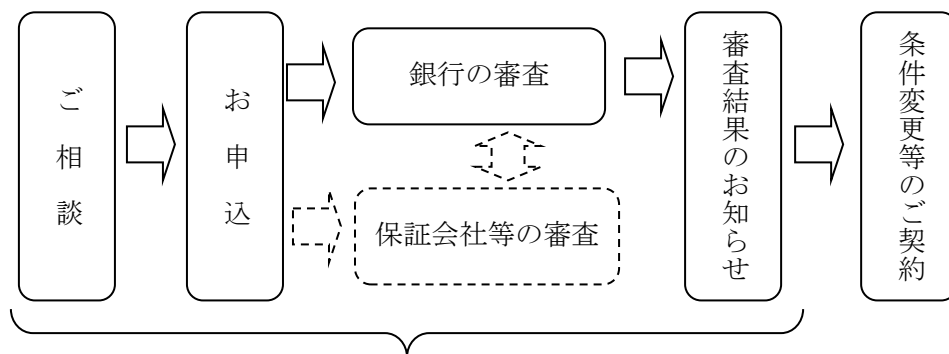 ご相談
お申込
銀行の審査
保証会社等の審査
審査結果のお知らせ
条件変更等のご契約